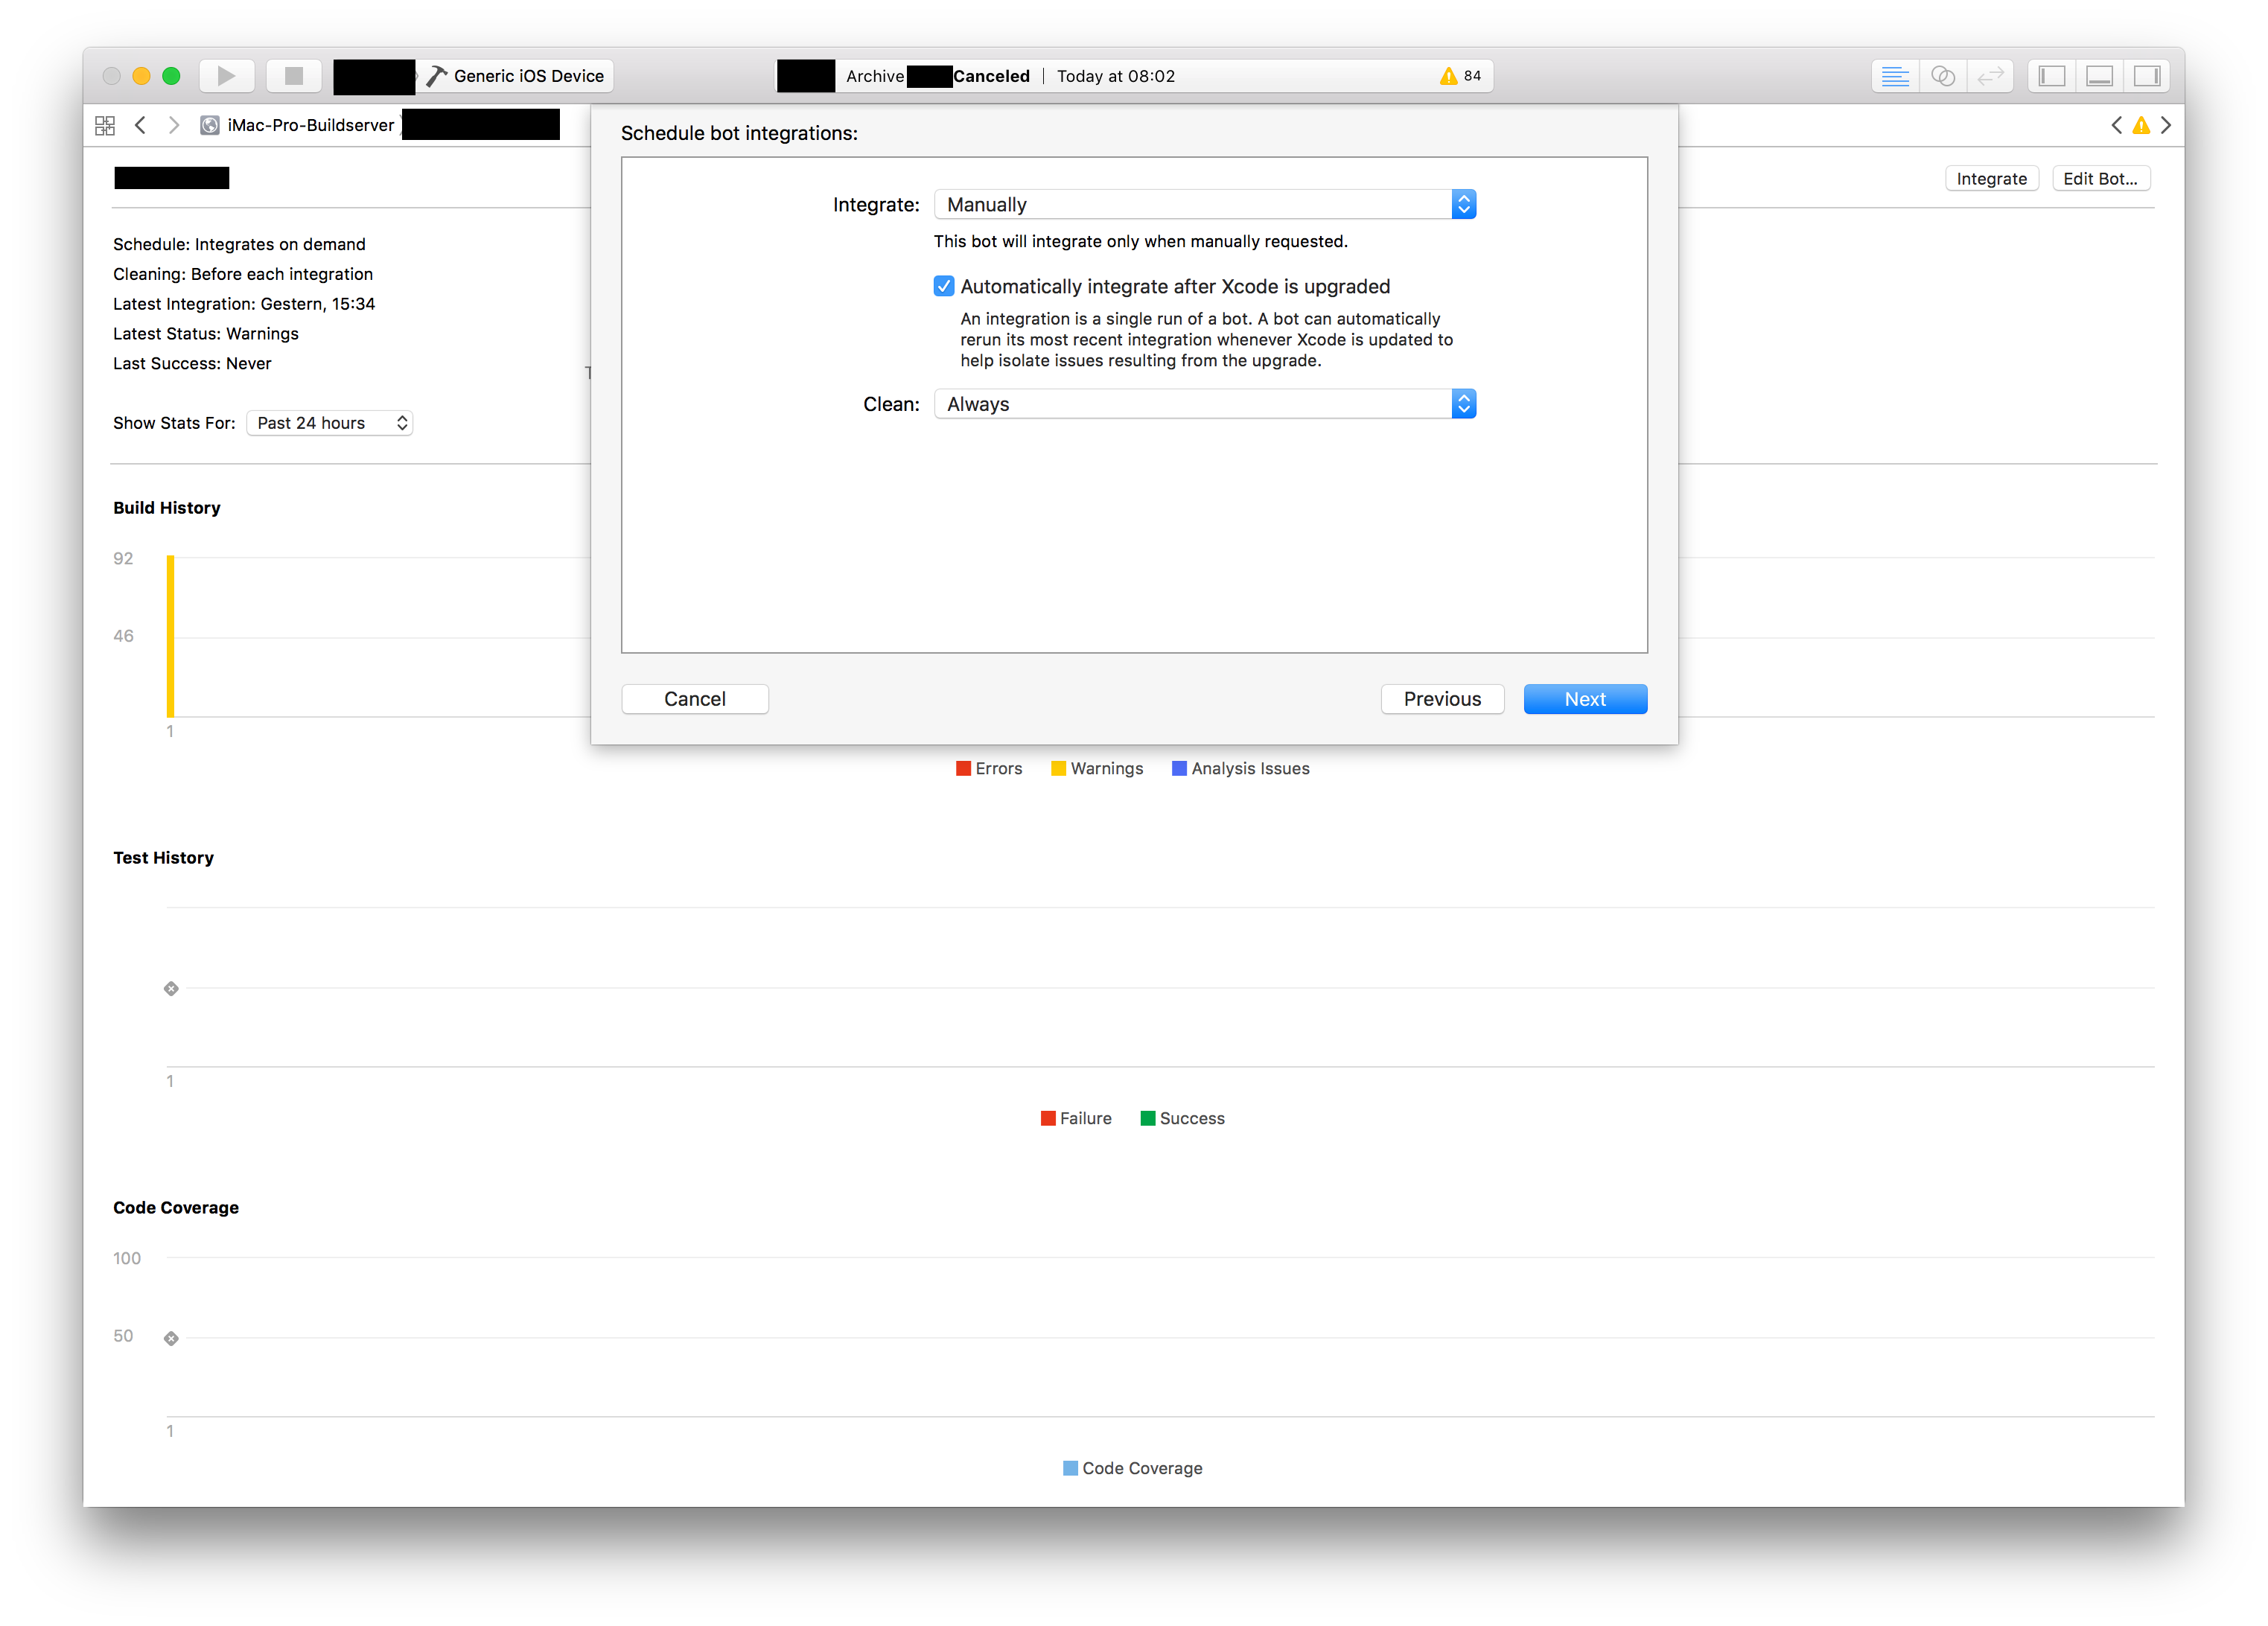 Generic iOS Device
Archive Canceled | Today at 08:02
84
iMac-Pro-Buildserver
Schedule bot integrations:
Integrate
Edit Bot...
Integrate: Manually
This bot will integrate only when manually requested.
Automatically integrate after Xcode is upgraded
An integration is a single run of a bot. A bot can automatically
rerun its most recent integration whenever Xcode is updated to
help isolate issues resulting from the upgrade.
Clean: Always
Cancel
Previous
Next
Schedule: Integrates on demand
Cleaning: Before each integration
Latest Integration: Gestern, 15:34
Latest Status: Warnings
Last Success: Never
Show Stats For: Past 24 hours
Build History
92
46
1
Errors Warnings Analysis Issues
Test History
1
Failure Success
Code Coverage
100
50
1
Code Coverage